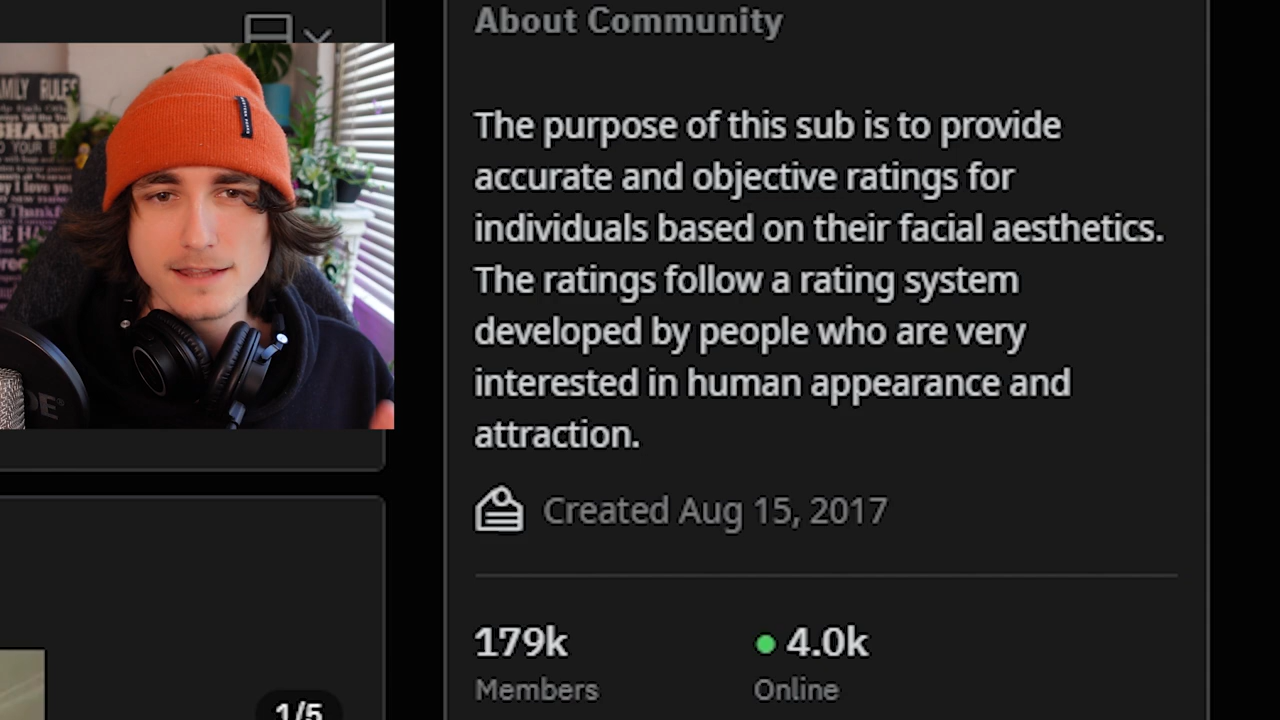 About Community
The purpose of this sub is to provide
accurate and objective ratings for
individuals based on their facial aesthetics.
The ratings follow a rating system
developed by people who are very
interested in human appearance and
attraction.
Created Aug 15, 2017
179k
4.0k
Members
Online
1/5
RULES
SHARE